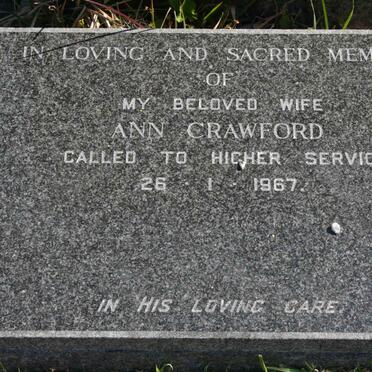 IN LOVING AND SACRED MEM
OF
MY BELOVED WIFE
ANN CRAWFORD
CALLED TO HIGHER SERVIC
26 - 1 - 1967.
IN HIS LOVING CARE.